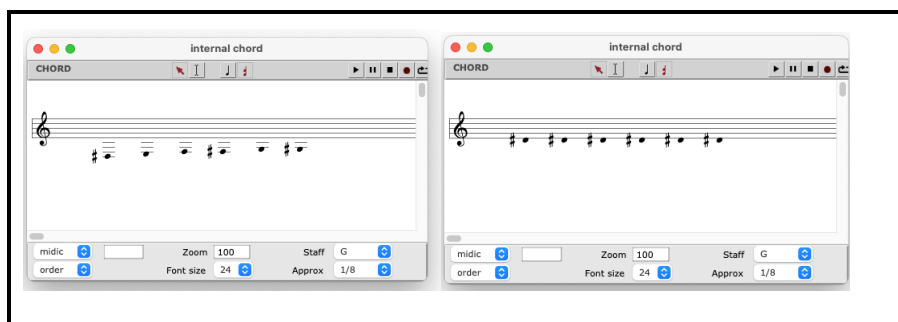 internal chord
CHORD
midic Zoom 100 Staff G
order Font size 24 Approx 1/8
internal chord
CHORD
midic Zoom 100 Staff G
order Font size 24 Approx 1/8